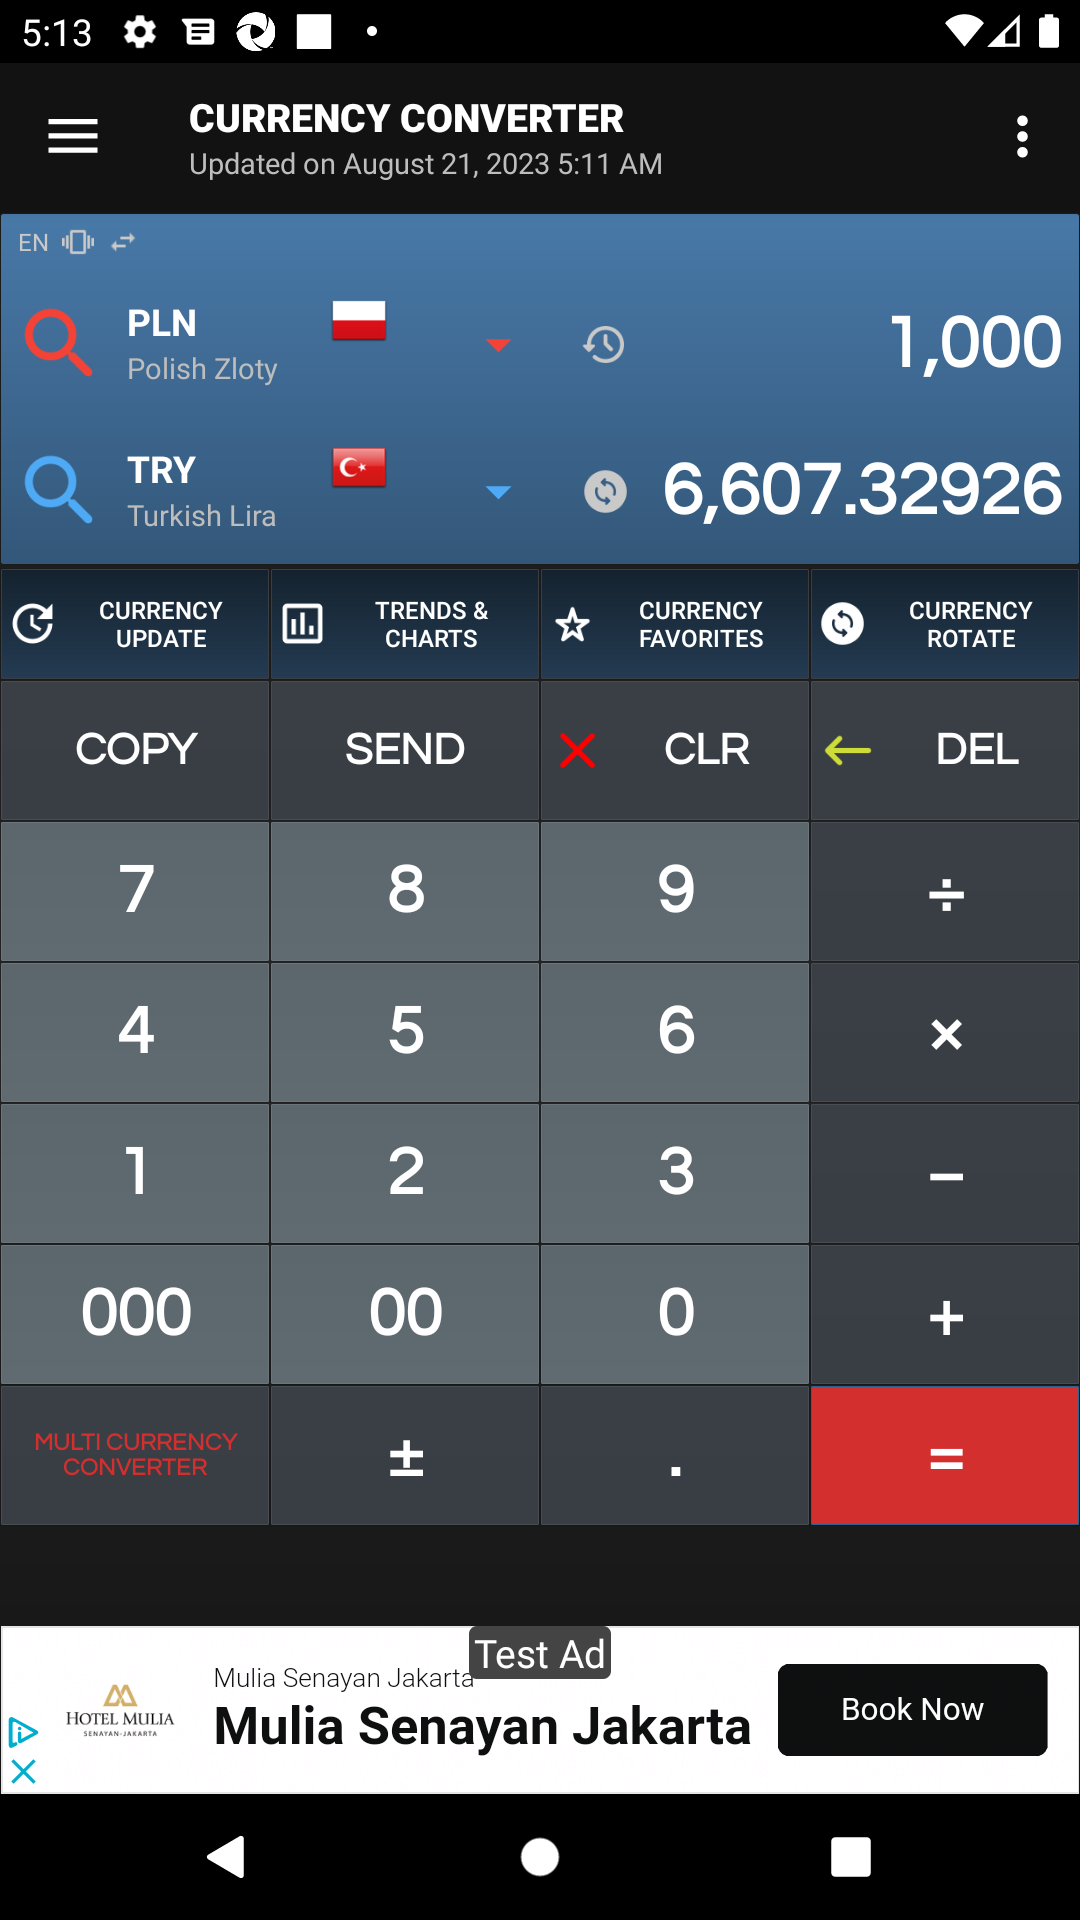 5:13
CURRENCY CONVERTER
Updated on August 21, 2023 5:11 AM
EN
PLN
Polish Zloty
1,000
TRY
Turkish Lira
6,607.32926
CURRENCY
UPDATE
TRENDS &
CHARTS
CURRENCY
FAVORITES
CURRENCY
ROTATE
COPY SEND CLR DEL
7 8 9 ÷
4 5 6 ×
1 2 3 −
000 00 0 +
MULTI CURRENCY
CONVERTER
± . =
Test Ad
HOTEL MULIA
SENAYAN-JAKARTA
Mulia Senayan Jakarta
Mulia Senayan Jakarta
Book Now